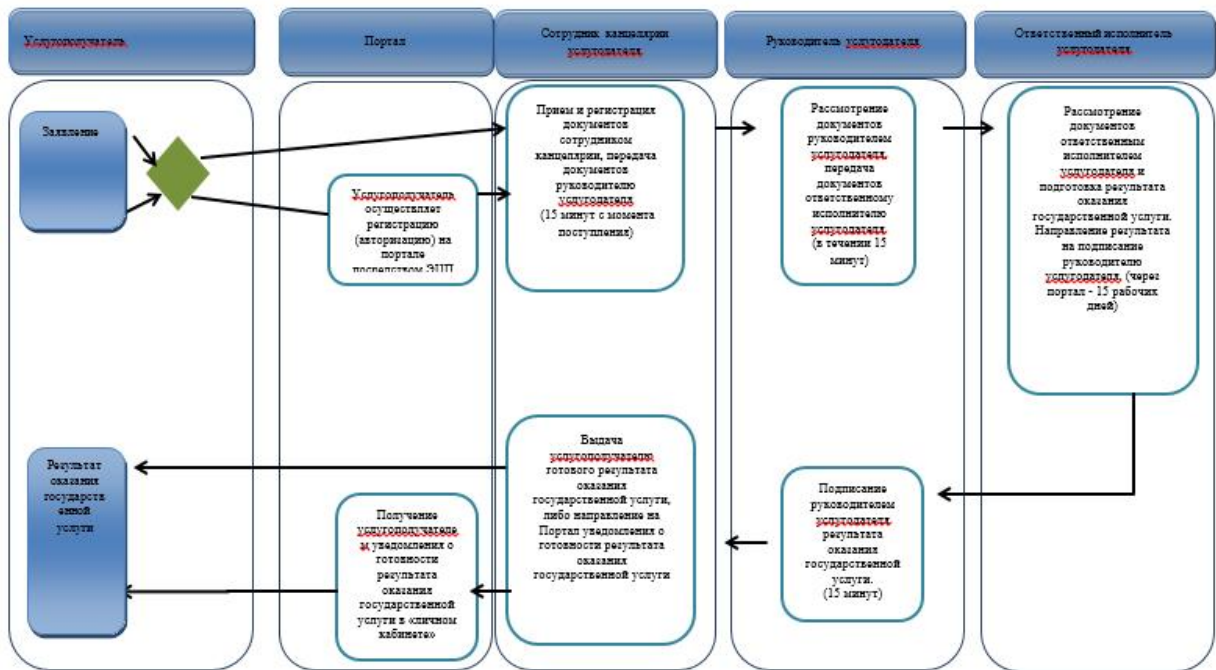 Услугополучатель
Портал
Сотрудник канцелярии
услугодателя
Руководитель услугодателя
Ответственный исполнитель
услугодателя
Заявление
Услугополучатель
осуществляет
регистрацию
(авторизацию) на
портале
посредством ЭЦП
Прием и регистрация
документов
сотрудником
канцелярии, передача
документов
руководителю
услугодателя
(15 минут с момента
поступления)
Рассмотрение
документов
руководителем
услугодателя,
передача
документов
ответственному
исполнителю
услугодателя
(в течении 15
минут)
Рассмотрение
документов
ответственным
исполнителем
услугодателя и
подготовка результата
оказания
государственной услуги.
Направление результата
на подписание
руководителю
услугодателя, (через
портал - 15 рабочих
дней)
Результат
оказания
государств
енной
услуги
Получение
услугополучателе
м уведомления о
готовности
результата
оказания
государственной
услуги в «личном
кабинете»
Выдача
услугополучателю
готового результата
оказания
государственной услуги,
либо направление на
Портал уведомления о
готовности результата
оказания
государственной услуги
Подписание
руководителем
услугодателя
результата
оказания
государственной
услуги.
(15 минут)